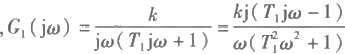 ,G₁(jω) = k / jω(T₁jω+1) = kj(T₁jω-1) / ω(T₁²ω²+1)